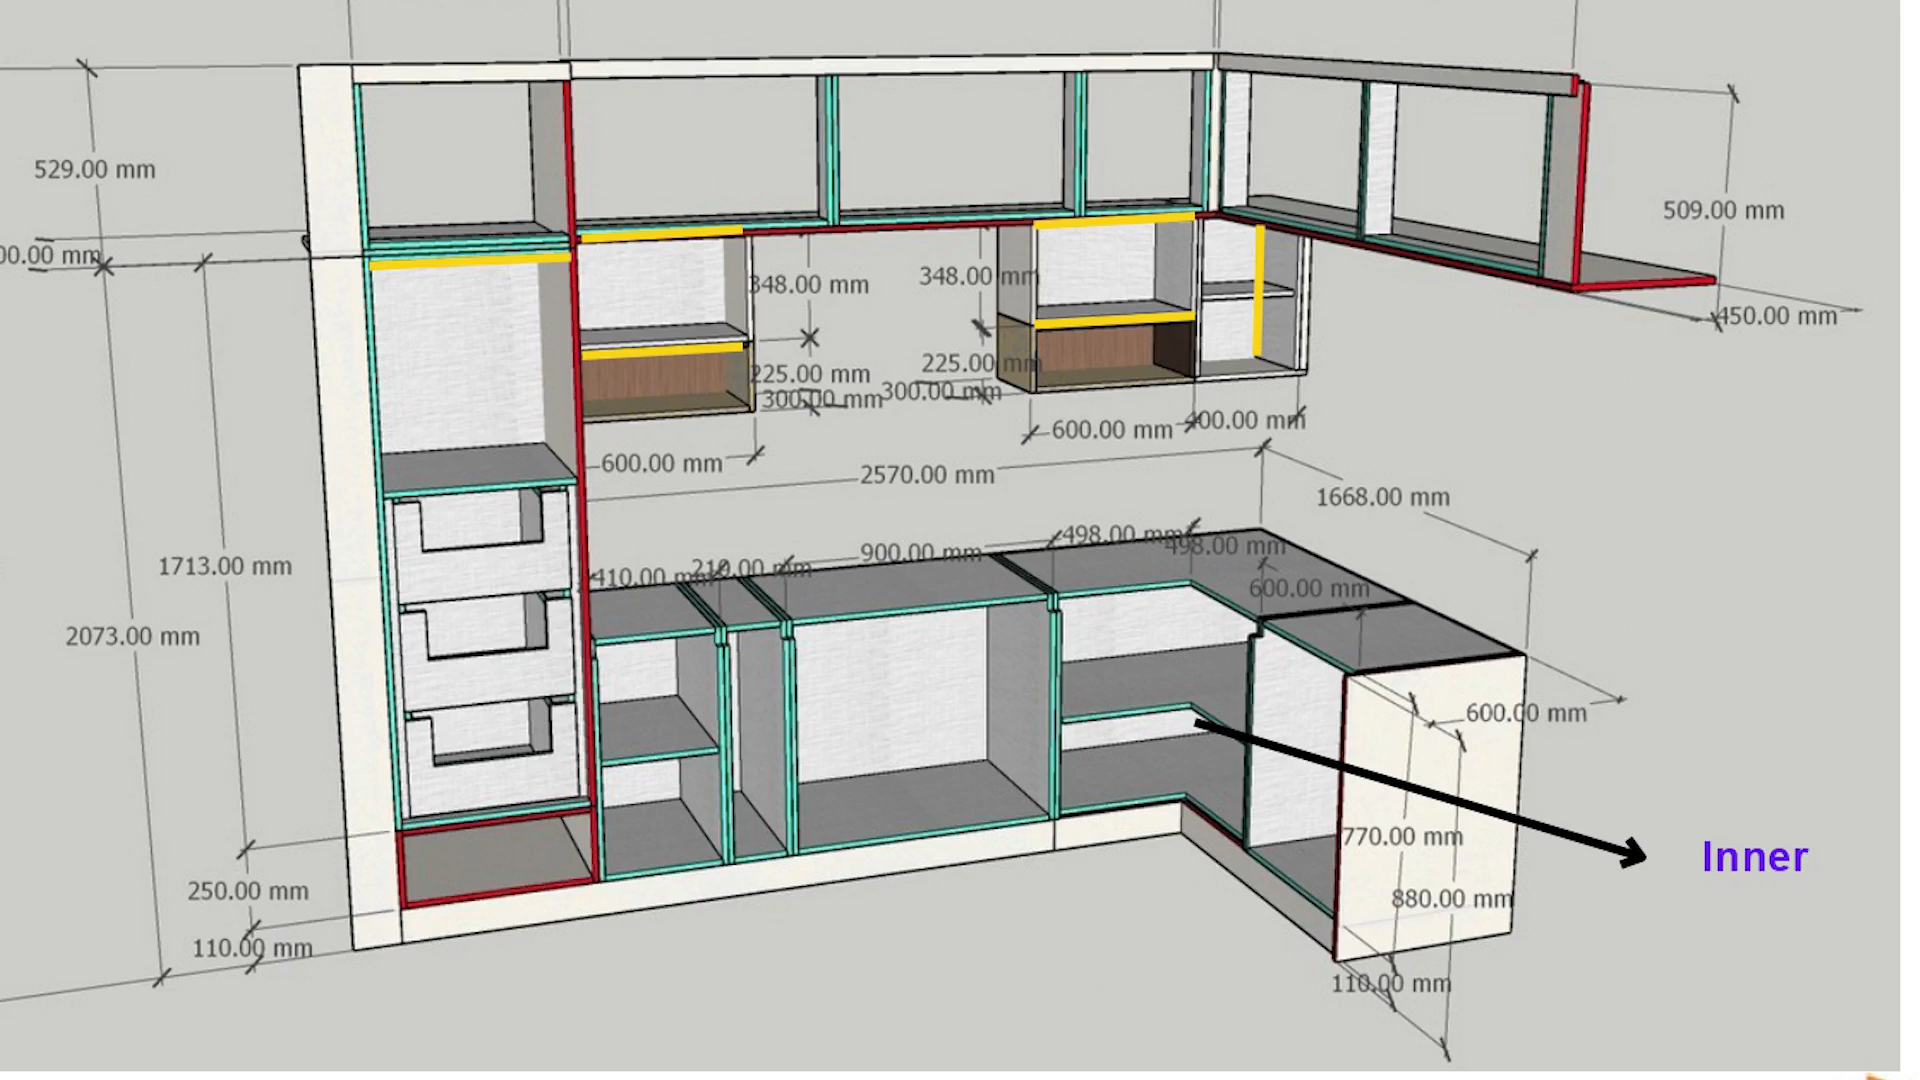 529.00 mm
509.00 mm
00.00 mm
348.00 mm
348.00 mm
450.00 mm
225.00 mm
225.00 mm
300.00 mm
300.00 mm
600.00 mm
400.00 mm
600.00 mm
2570.00 mm
1668.00 mm
498.00 mm
498.00 mm
900.00 mm
210.00 mm
410.00 mm
600.00 mm
1713.00 mm
2073.00 mm
600.00 mm
770.00 mm
Inner
250.00 mm
880.00 mm
110.00 mm
110.00 mm